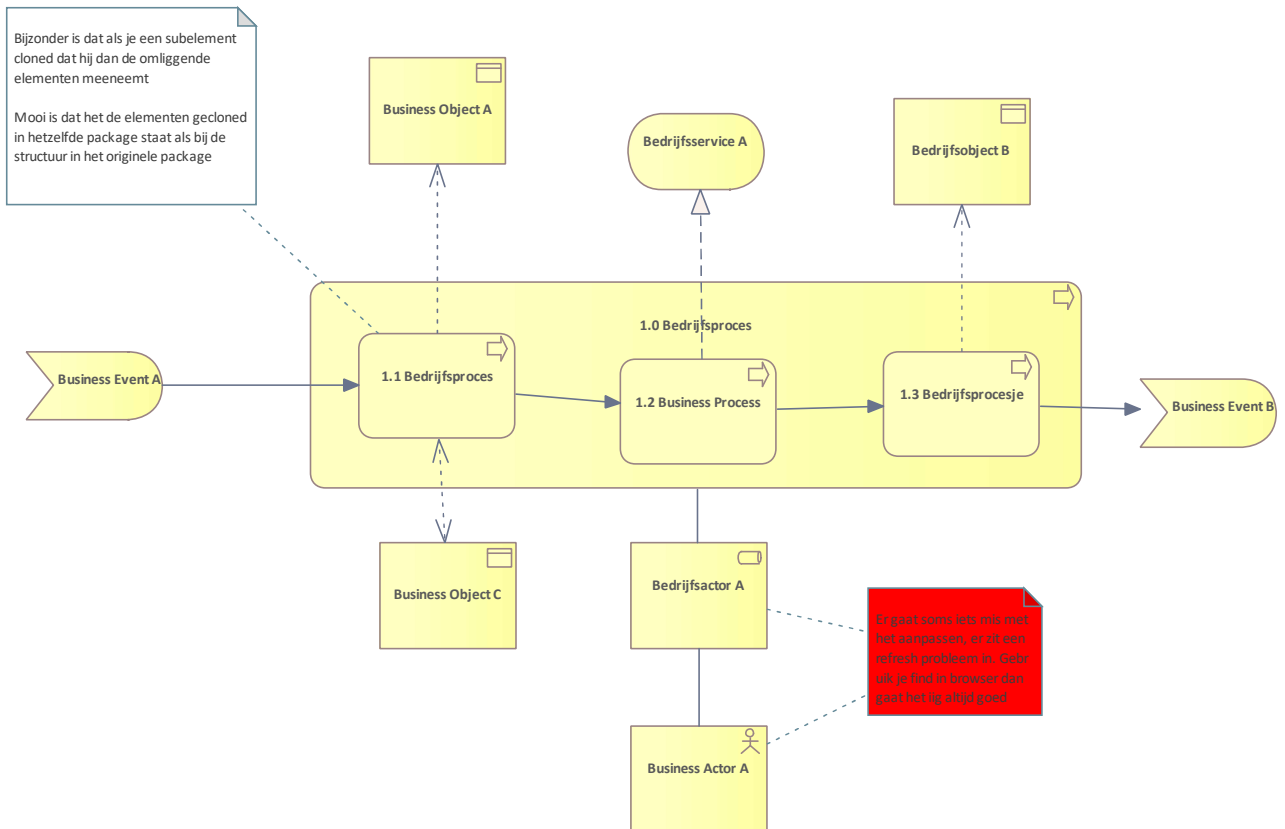 Bijzonder is dat als je een subelement
cloned dat hij dan de omliggende
elementen meeneemt
Mooi is dat het de elementen gecloned
in hetzelfde package staat als bij de
structuur in het originele package
Business Object A
Bedrijfsservice A
Bedrijfsobject B
1.0 Bedrijfsproces
Business Event A
1.1 Bedrijfsproces
1.2 Business Process
1.3 Bedrijfsprocesje
Business Event B
Business Object C
Bedrijfsactor A
Er gaat soms iets mis met
het aanpassen, er zit een
refresh probleem in. Gebr
uik je find in browser dan
gaat het iig altijd goed
Business Actor A